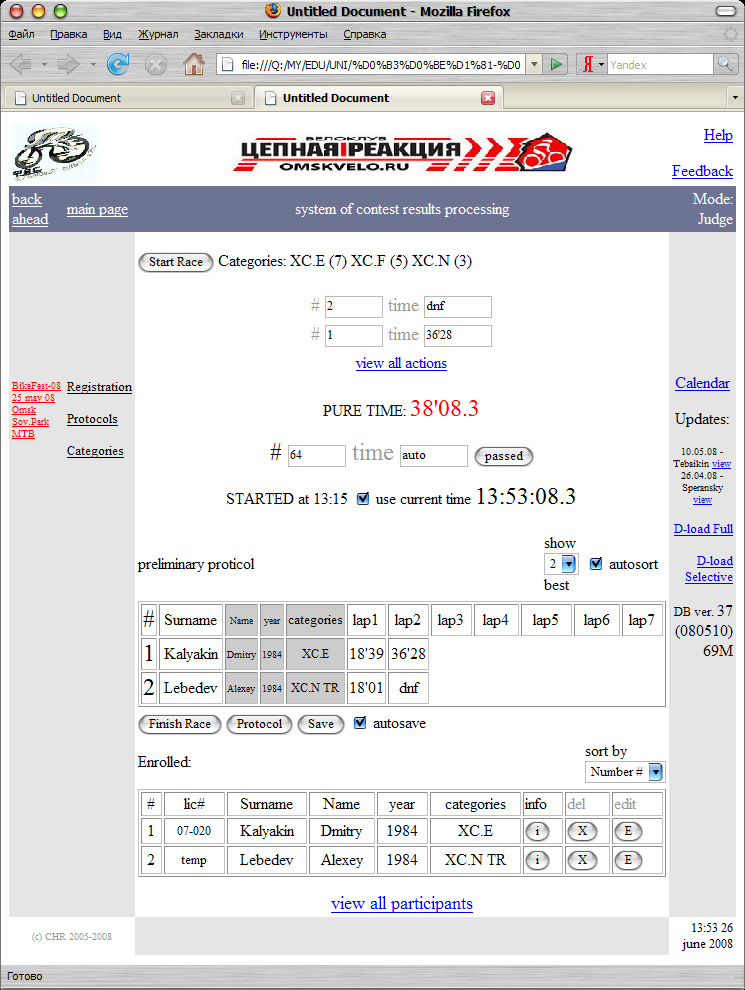 Untitled Document - Mozilla Firefox
Файл Правка Вид Журнал Закладки Инструменты Справка
file:///Q:/MY/EDU/UNI/%D0%B3%D0%BE%D1%81-%D0
Я Yandex
Untitled Document Untitled Document
ВЕЛОКЛУБ
ЦЕПНАЯ РЕАКЦИЯ
OMSKVELO.RU
Help
Feedback
back
ahead
main page
system of contest results processing
Mode:
Judge
Start Race Categories: XC.E (7) XC.F (5) XC.N (3)
# 2 time dnf
# 1 time 36'28
view all actions
BikeFest-08
25 may 08
Omsk
Sov.Park
MTB
Registration
Protocols
Categories
PURE TIME: 38'08.3
# 64 time auto passed
STARTED at 13:15 use current time 13:53:08.3
Calendar
Updates:
10.05.08 -
Tebaikin view
26.04.08 -
Speransky
view
D-load Full
D-load
Selective
DB ver. 37
(080510)
69M
preliminary proticol
show
2
best
autosort
# Surname Name year categories lap1 lap2 lap3 lap4 lap5 lap6 lap7
1 Kalyakin Dmitry 1984 XC.E 18'39 36'28
2 Lebedev Alexey 1984 XC.N TR 18'01 dnf
Finish Race Protocol Save autosave
Enrolled:
sort by
Number #
# lic# Surname Name year categories info del edit
1 07-020 Kalyakin Dmitry 1984 XC.E i X E
2 temp Lebedev Alexey 1984 XC.N TR i X E
view all participants
(c) CHR 2005-2008
13:53 26
june 2008
Готово